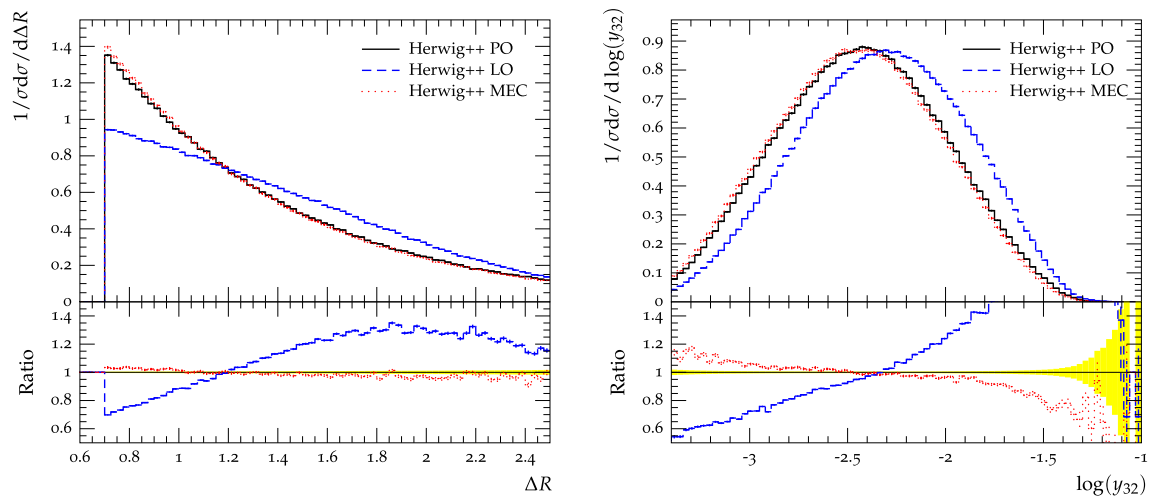 Herwig++ PO
Herwig++ LO
Herwig++ MEC
0
0.2
0.4
0.6
0.8
1
1.2
1.4
1/σdσ/dΔR
0.6 0.8 1 1.2 1.4 1.6 1.8 2 2.2 2.4
0.6
0.8
1
1.2
1.4
ΔR
Ratio
Herwig++ PO
Herwig++ LO
Herwig++ MEC
0
0.1
0.2
0.3
0.4
0.5
0.6
0.7
0.8
0.9
1/σdσ/d log(y32)
-3 -2.5 -2 -1.5 -1
0.6
0.8
1
1.2
1.4
log(y32)
Ratio